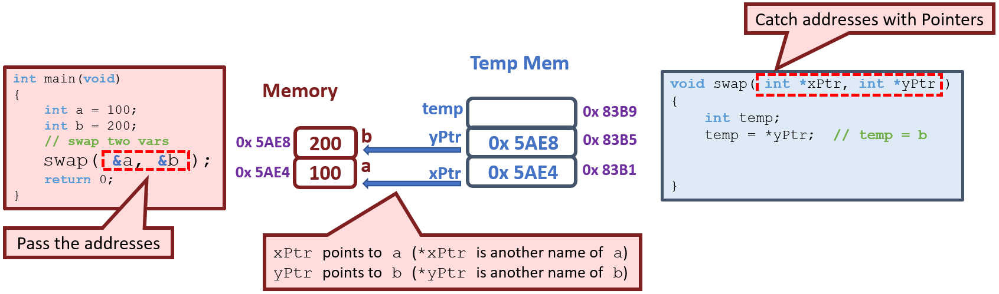 Catch addresses with Pointers
Temp Mem
Memory
int main(void)
{
    int a = 100;
    int b = 200;
    // swap two vars
    swap( &a, &b );
    return 0;
}
Pass the addresses
0x 5AE8
200
b
0x 5AE4
100
a
temp
0x 83B9
yPtr
0x 5AE8
0x 83B5
xPtr
0x 5AE4
0x 83B1
void swap( int *xPtr, int *yPtr )
{
    int temp;
    temp = *yPtr;  // temp = b
}
xPtr points to a (*xPtr is another name of a)
yPtr points to b (*yPtr is another name of b)